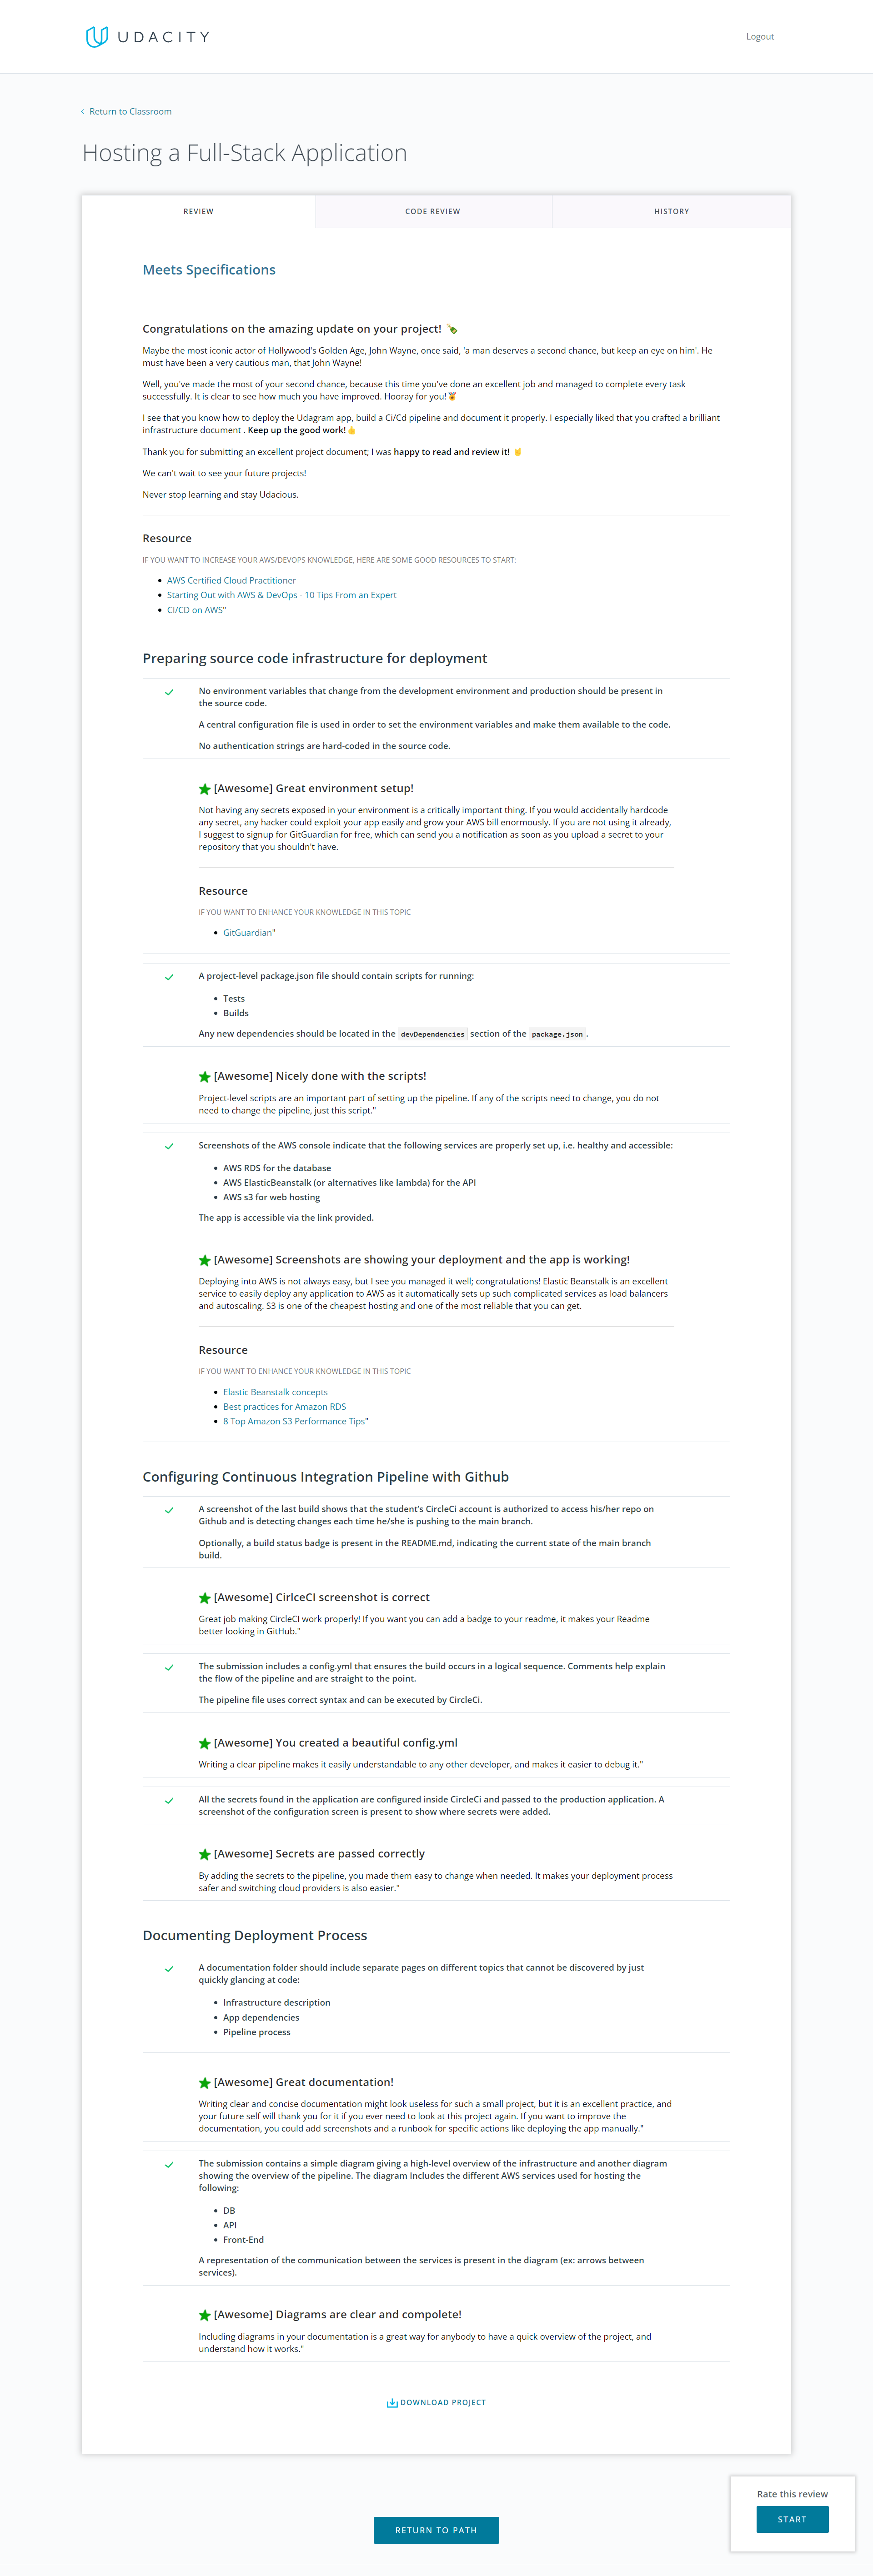 UDACITY
Logout
Return to Classroom
Hosting a Full-Stack Application
REVIEW
CODE REVIEW
HISTORY
Meets Specifications
Congratulations on the amazing update on your project! 🍾
Maybe the most iconic actor of Hollywood's Golden Age, John Wayne, once said, 'a man deserves a second chance, but keep an eye on him'. He
must have been a very cautious man, that John Wayne!
Well, you've made the most of your second chance, because this time you've done an excellent job and managed to complete every task
successfully. It is clear to see how much you have improved. Hooray for you!
I see that you know how to deploy the Udagram app, build a Ci/Cd pipeline and document it properly. I especially liked that you crafted a brilliant
infrastructure document . Keep up the good work!👍
Thank you for submitting an excellent project document; I was happy to read and review it!
We can't wait to see your future projects!
Never stop learning and stay Udacious.
Resource
IF YOU WANT TO INCREASE YOUR AWS/DEVOPS KNOWLEDGE, HERE ARE SOME GOOD RESOURCES TO START:
• AWS Certified Cloud Practitioner
• Starting Out with AWS & DevOps - 10 Tips From an Expert
• CI/CD on AWS"
Preparing source code infrastructure for deployment
No environment variables that change from the development environment and production should be present in
the source code.
A central configuration file is used in order to set the environment variables and make them available to the code.
No authentication strings are hard-coded in the source code.
[Awesome] Great environment setup!
Not having any secrets exposed in your environment is a critically important thing. If you would accidentally hardcode
any secret, any hacker could exploit your app easily and grow your AWS bill enormously. If you are not using it already,
I suggest to signup for GitGuardian for free, which can send you a notification as soon as you upload a secret to your
repository that you shouldn't have.
Resource
IF YOU WANT TO ENHANCE YOUR KNOWLEDGE IN THIS TOPIC
• GitGuardian"
A project-level package.json file should contain scripts for running:
• Tests
• Builds
Any new dependencies should be located in the devDependencies section of the package.json .
[Awesome] Nicely done with the scripts!
Project-level scripts are an important part of setting up the pipeline. If any of the scripts need to change, you do not
need to change the pipeline, just this script."
Screenshots of the AWS console indicate that the following services are properly set up, i.e. healthy and accessible:
• AWS RDS for the database
• AWS ElasticBeanstalk (or alternatives like lambda) for the API
• AWS s3 for web hosting
The app is accessible via the link provided.
[Awesome] Screenshots are showing your deployment and the app is working!
Deploying into AWS is not always easy, but I see you managed it well; congratulations! Elastic Beanstalk is an excellent
service to easily deploy any application to AWS as it automatically sets up such complicated services as load balancers
and autoscaling. S3 is one of the cheapest hosting and one of the most reliable that you can get.
Resource
IF YOU WANT TO ENHANCE YOUR KNOWLEDGE IN THIS TOPIC
• Elastic Beanstalk concepts
• Best practices for Amazon RDS
• 8 Top Amazon S3 Performance Tips"
Configuring Continuous Integration Pipeline with Github
A screenshot of the last build shows that the student's CircleCi account is authorized to access his/her repo on
Github and is detecting changes each time he/she is pushing to the main branch.
Optionally, a build status badge is present in the README.md, indicating the current state of the main branch
build.
[Awesome] CirlceCI screenshot is correct
Great job making CircleCI work properly! If you want you can add a badge to your readme, it makes your Readme
better looking in GitHub."
The submission includes a config.yml that ensures the build occurs in a logical sequence. Comments help explain
the flow of the pipeline and are straight to the point.
The pipeline file uses correct syntax and can be executed by CircleCi.
[Awesome] You created a beautiful config.yml
Writing a clear pipeline makes it easily understandable to any other developer, and makes it easier to debug it."
All the secrets found in the application are configured inside CircleCi and passed to the production application. A
screenshot of the configuration screen is present to show where secrets were added.
[Awesome] Secrets are passed correctly
By adding the secrets to the pipeline, you made them easy to change when needed. It makes your deployment process
safer and switching cloud providers is also easier."
Documenting Deployment Process
A documentation folder should include separate pages on different topics that cannot be discovered by just
quickly glancing at code:
• Infrastructure description
• App dependencies
• Pipeline process
[Awesome] Great documentation!
Writing clear and concise documentation might look useless for such a small project, but it is an excellent practice, and
your future self will thank you for it if you ever need to look at this project again. If you want to improve the
documentation, you could add screenshots and a runbook for specific actions like deploying the app manually."
The submission contains a simple diagram giving a high-level overview of the infrastructure and another diagram
showing the overview of the pipeline. The diagram Includes the different AWS services used for hosting the
following:
• DB
• API
• Front-End
A representation of the communication between the services is present in the diagram (ex: arrows between
services).
[Awesome] Diagrams are clear and compolete!
Including diagrams in your documentation is a great way for anybody to have a quick overview of the project, and
understand how it works."
DOWNLOAD PROJECT
Rate this review
START
RETURN TO PATH